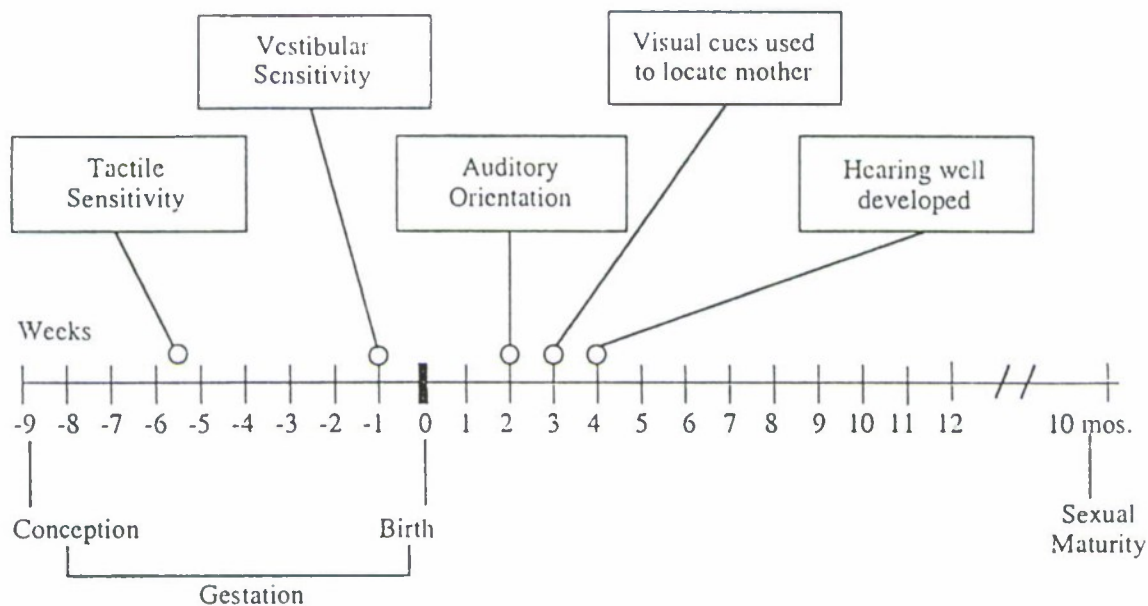 Vestibular
Sensitivity
Visual cues used
to locate mother
Tactile
Sensitivity
Auditory
Orientation
Hearing well
developed
Weeks
-9 -8 -7 -6 -5 -4 -3 -2 -1 0 1 2 3 4 5 6 7 8 9 10 11 12 10 mos.
Conception
Birth
Sexual
Maturity
Gestation